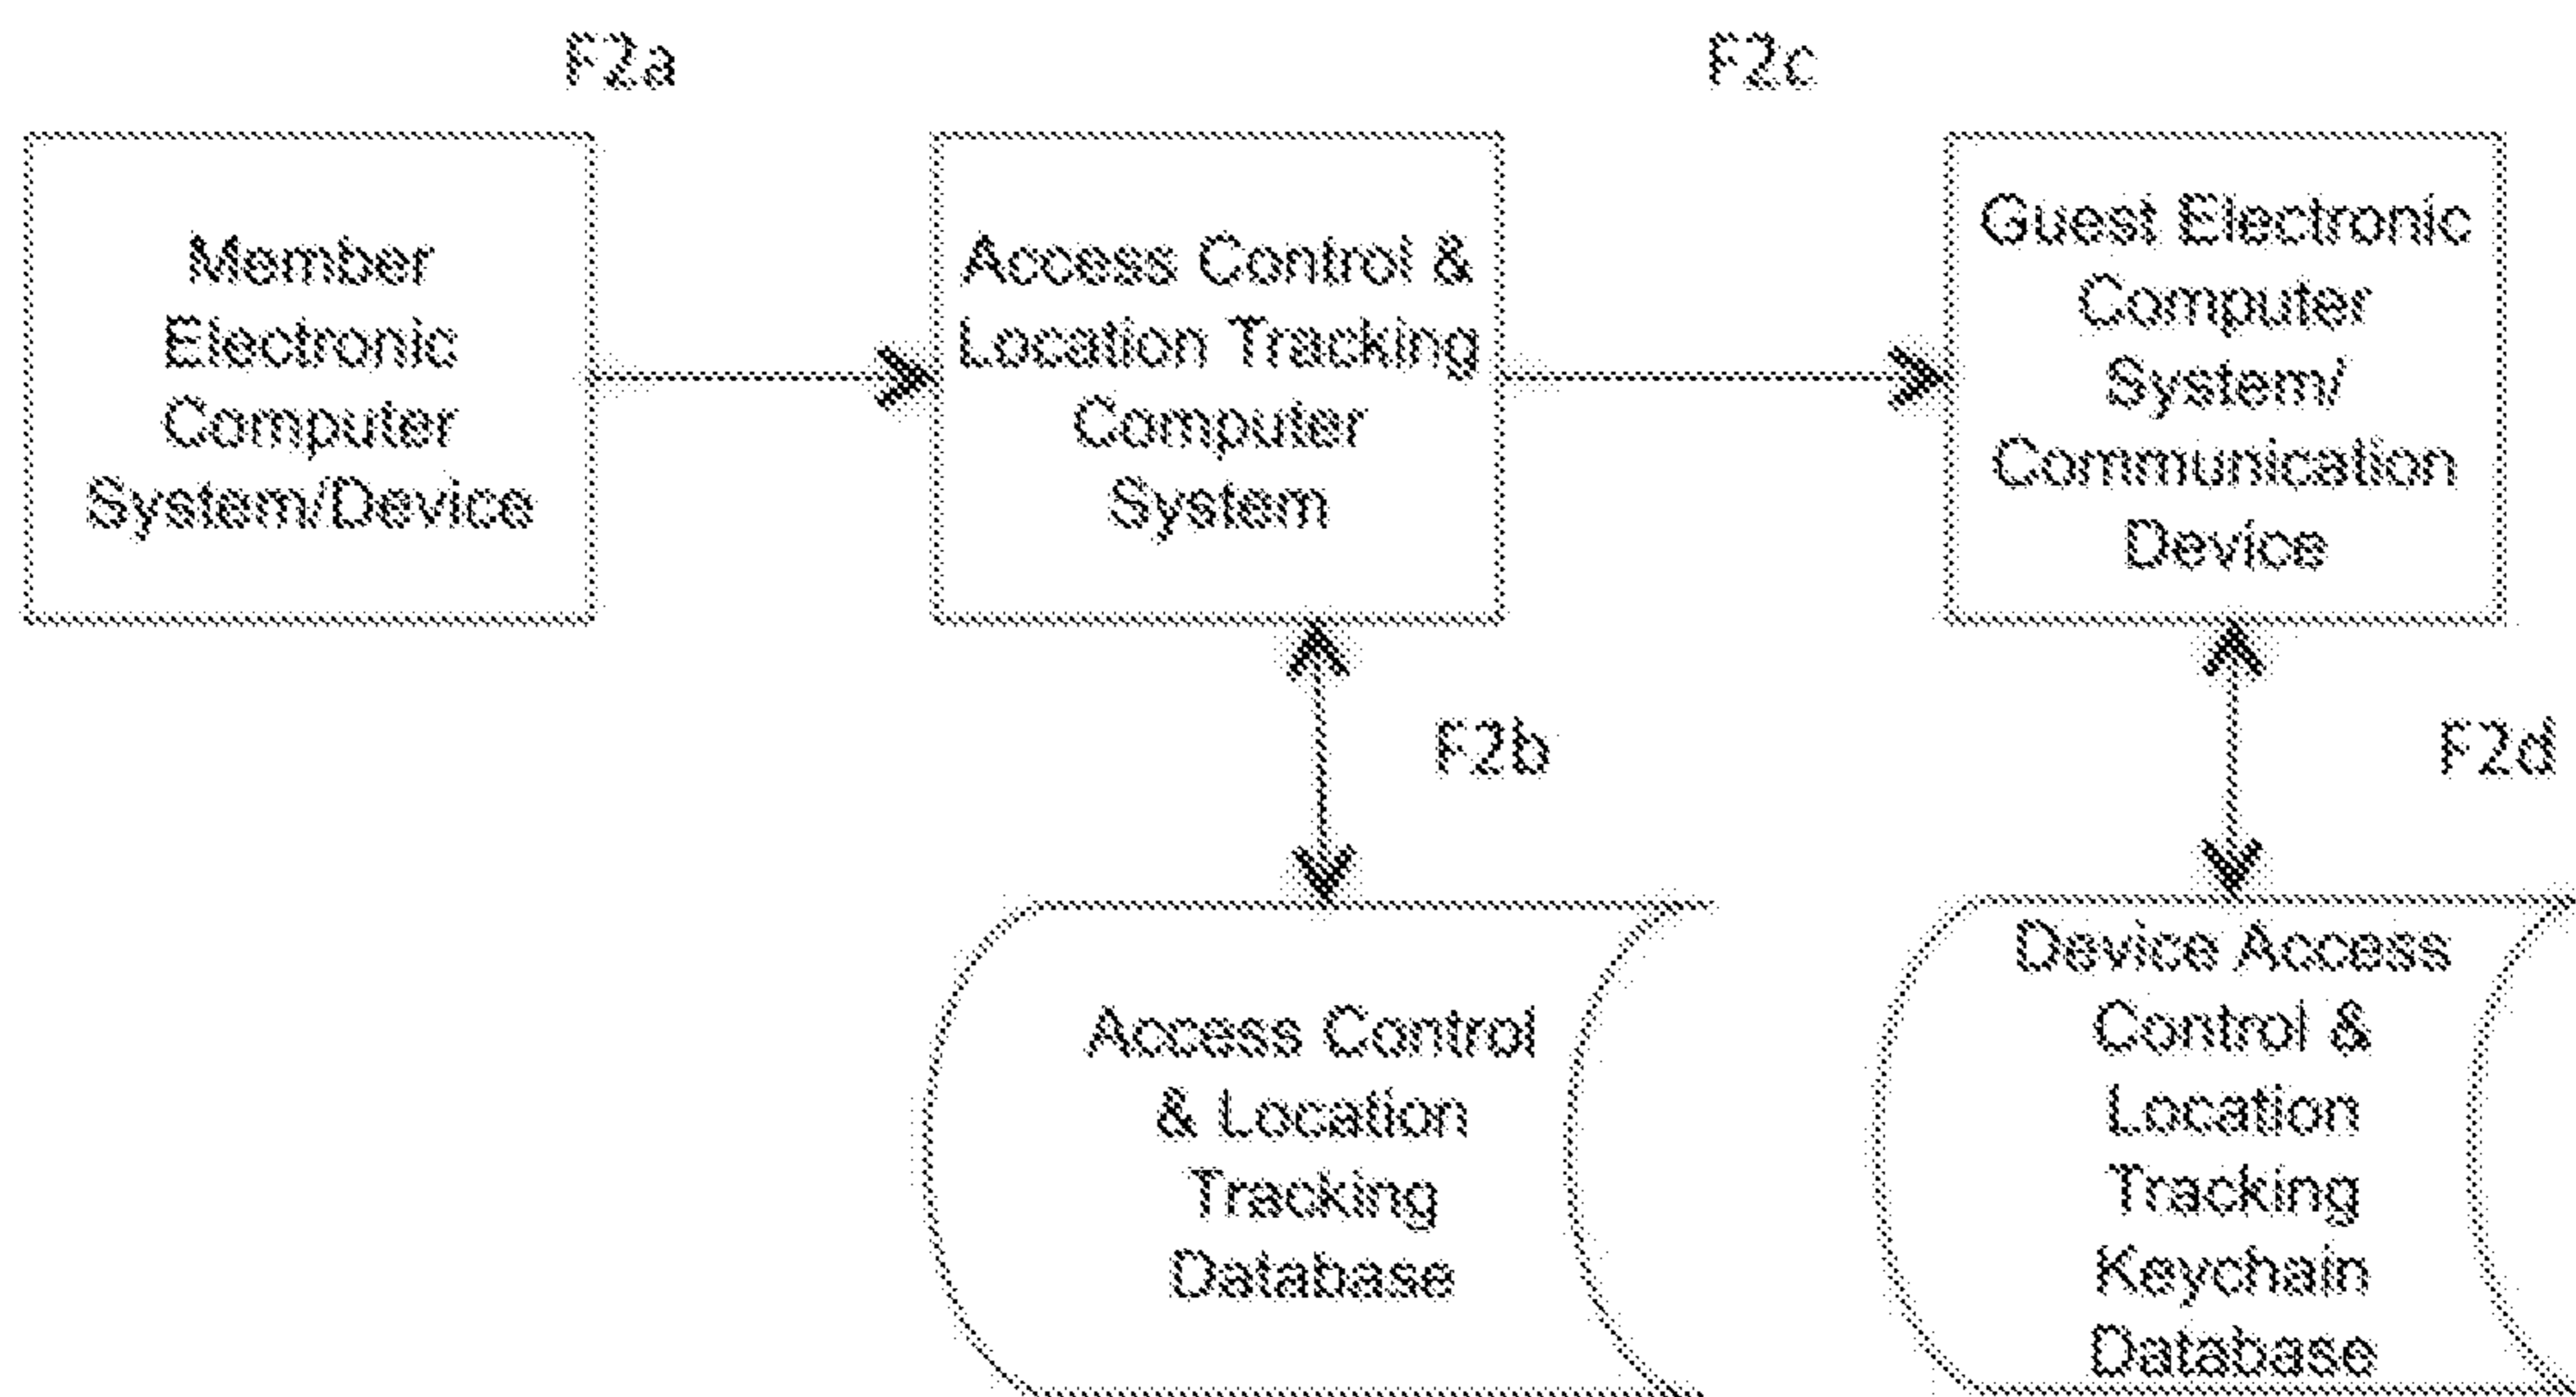 F2a
F2c
Member
Electronic
Computer
System/Device
Access Control &
Location Tracking
Computer
System
Guest Electronic
Computer
System/
Communication
Device
F2b
F2d
Access Control
& Location
Tracking
Database
Device Access
Control &
Location
Tracking
Keychain
Database